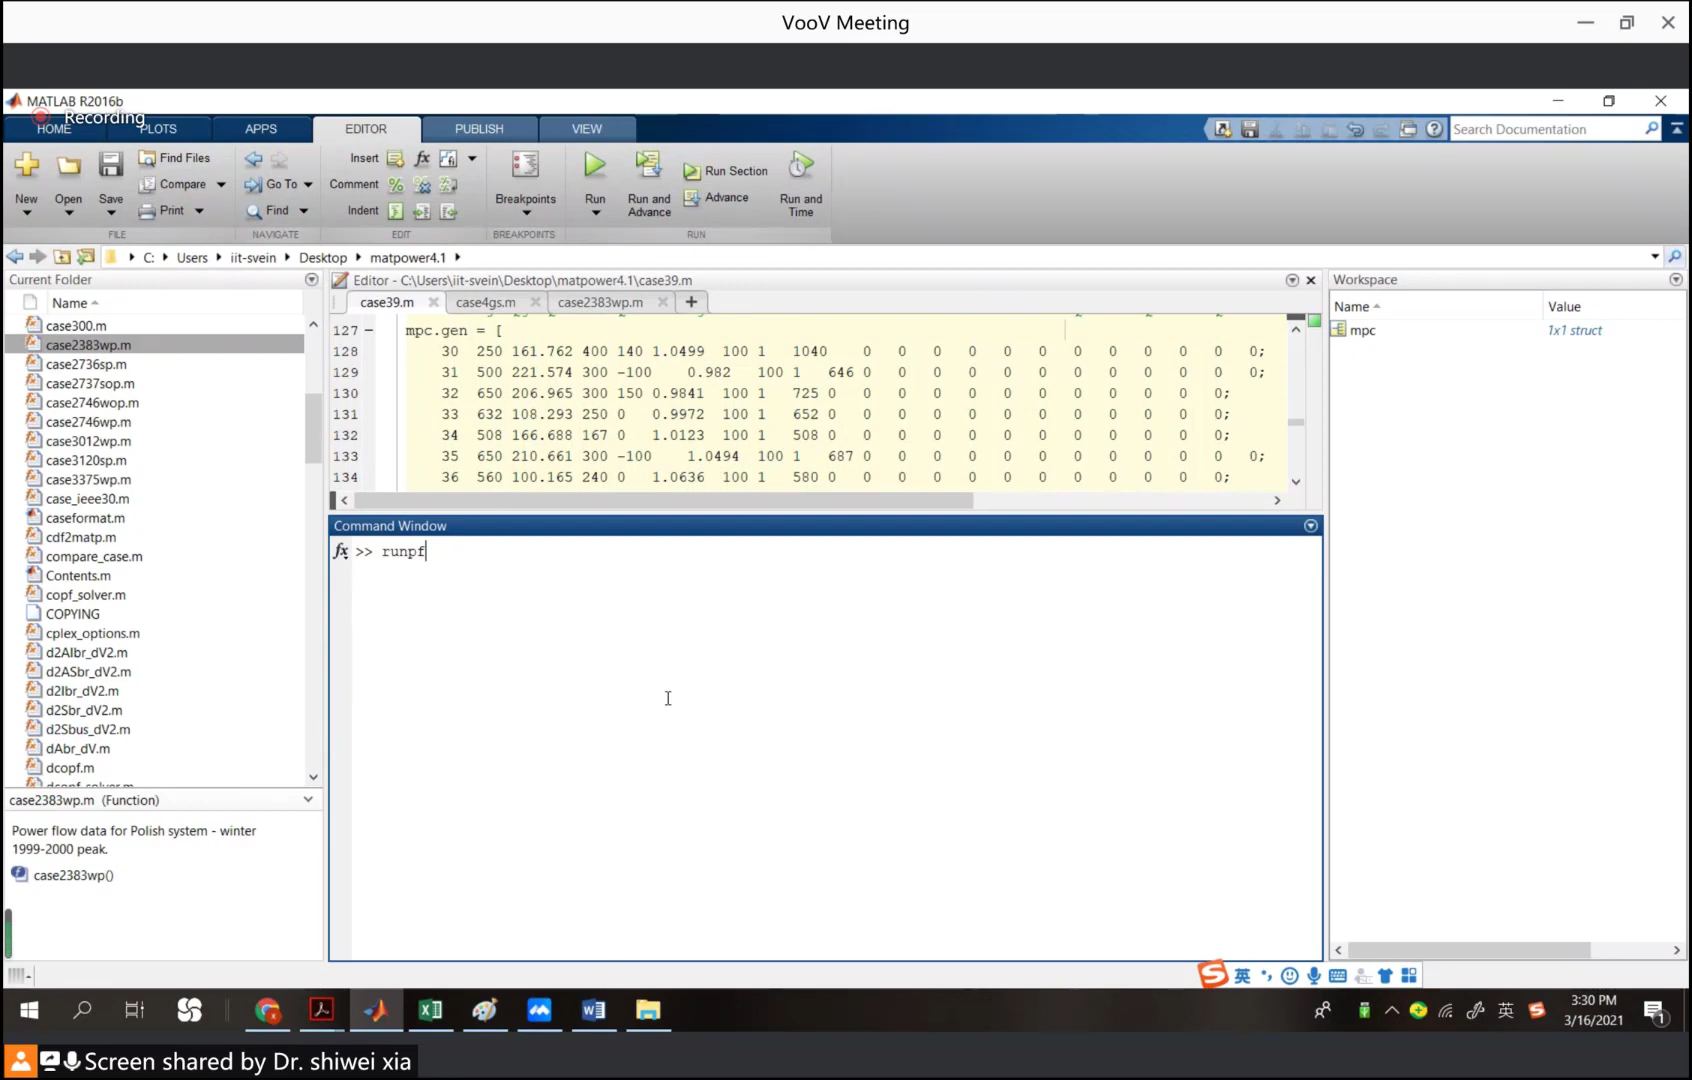 VooV Meeting
MATLAB R2016b
Recording
HOME PLOTS APPS EDITOR PUBLISH VIEW
Search Documentation
New Open Save
Find Files
Compare
Print
FILE
Go To
Find
NAVIGATE
Insert
Comment
Indent
EDIT
Breakpoints
BREAKPOINTS
Run
Run and Advance
Run Section
Advance
Run and Time
RUN
C: Users iit-svein Desktop matpower4.1
Current Folder
Name
case300.m
case2383wp.m
case2736sp.m
case2737sop.m
case2746wop.m
case2746wp.m
case3012wp.m
case3120sp.m
case3375wp.m
case_ieee30.m
caseformat.m
cdf2matp.m
compare_case.m
Contents.m
copf_solver.m
COPYING
cplex_options.m
d2AIbr_dV2.m
d2ASbr_dV2.m
d2Ibr_dV2.m
d2Sbr_dV2.m
d2Sbus_dV2.m
dAbr_dV.m
dcopf.m
dcopf_solver.m
case2383wp.m (Function)
Power flow data for Polish system - winter
1999-2000 peak.
case2383wp()
Editor - C:\Users\iit-svein\Desktop\matpower4.1\case39.m
case39.m case4gs.m case2383wp.m
127 mpc.gen = [
128 30 250 161.762 400 140 1.0499 100 1 1040 0 0 0 0 0 0 0 0 0 0 0 0;
129 31 500 221.574 300 -100 0.982 100 1 646 0 0 0 0 0 0 0 0 0 0 0 0;
130 32 650 206.965 300 150 0.9841 100 1 725 0 0 0 0 0 0 0 0 0 0 0 0;
131 33 632 108.293 250 0 0.9972 100 1 652 0 0 0 0 0 0 0 0 0 0 0 0;
132 34 508 166.688 167 0 1.0123 100 1 508 0 0 0 0 0 0 0 0 0 0 0 0;
133 35 650 210.661 300 -100 1.0494 100 1 687 0 0 0 0 0 0 0 0 0 0 0 0;
134 36 560 100.165 240 0 1.0636 100 1 580 0 0 0 0 0 0 0 0 0 0 0 0;
Command Window
fx >> runpf
Workspace
Name Value
mpc 1x1 struct
英
英
3:30 PM
3/16/2021
1
Screen shared by Dr. shiwei xia